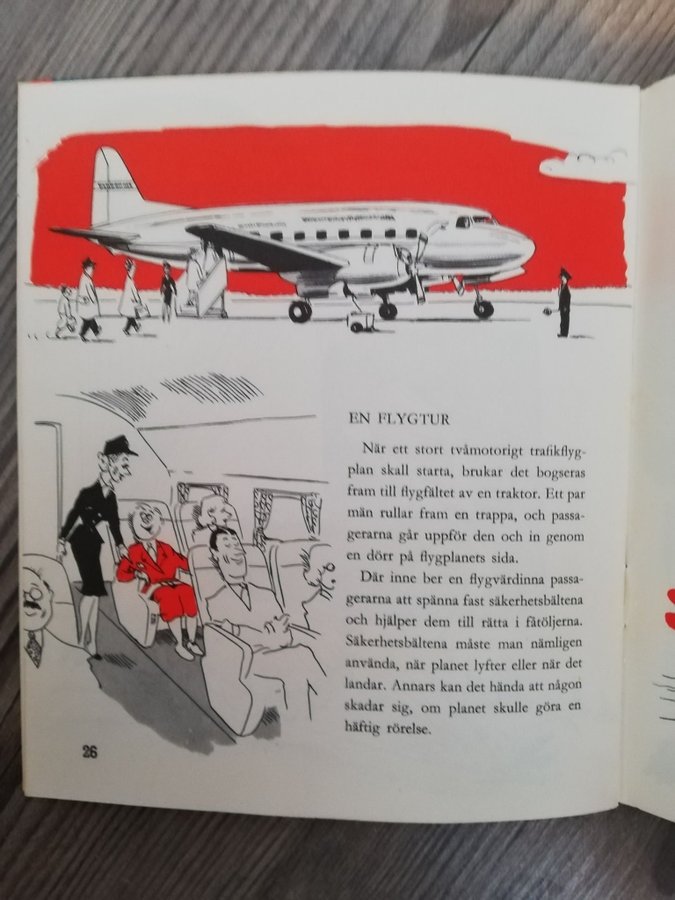 EN FLYGTUR
När ett stort tvåmotorigt trafikflyg-
plan skall starta, brukar det bogseras
fram till flygfältet av en traktor. Ett par
män rullar fram en trappa, och passa-
gerarna går uppför den och in genom
en dörr på flygplanets sida.
Där inne ber en flygvärdinna passa-
gerarna att spänna fast säkerhetsbältena
och hjälper dem till rätta i fåtöljerna.
Säkerhetsbältena måste man nämligen
använda, när planet lyfter eller när det
landar. Annars kan det hända att någon
skadar sig, om planet skulle göra en
häftig rörelse.
26